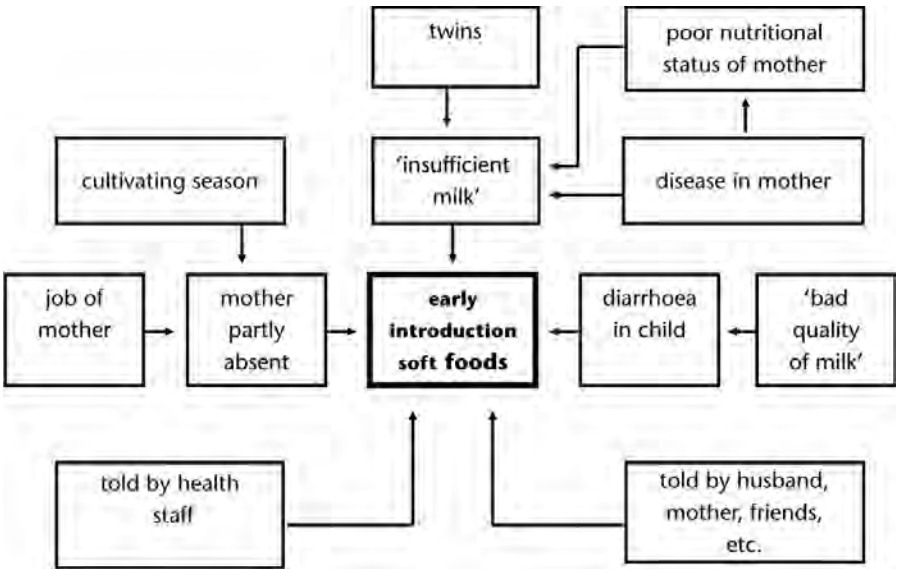 twins
poor nutritional
status of mother
cultivating season
‘insufficient
milk’
disease in mother
job of
mother
mother
partly
absent
early
introduction
soft foods
diarrhoea
in child
‘bad
quality
of milk’
told by health
staff
told by husband,
mother, friends,
etc.